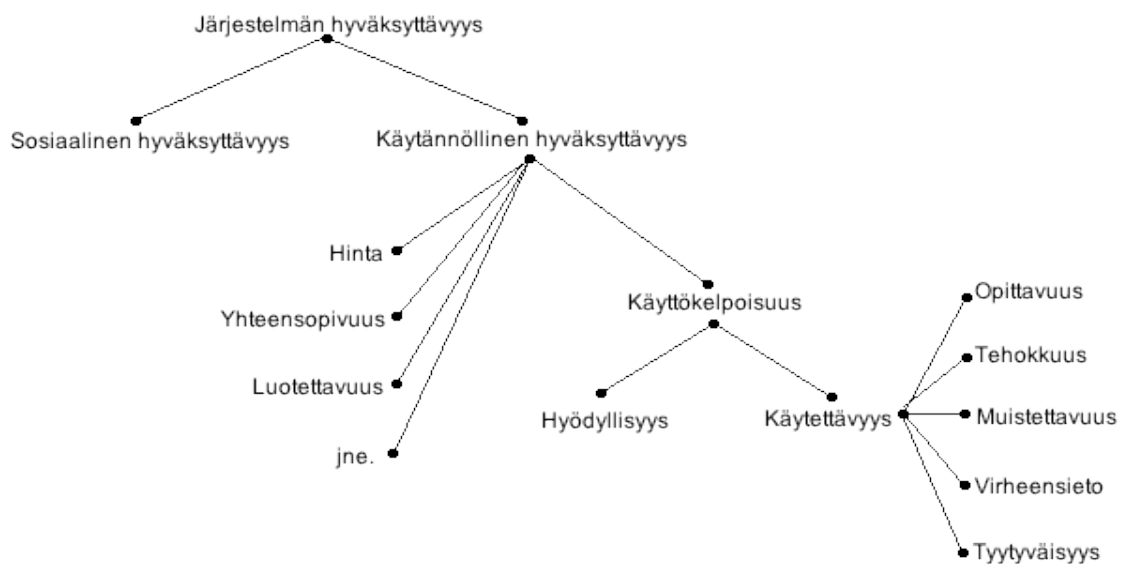 Järjestelmän hyväksyttävyys
Sosiaalinen hyväksyttävyys
Käytännöllinen hyväksyttävyys
Hinta
Yhteensopivuus
Luotettavuus
jne.
Käyttökelpoisuus
Hyödyllisyys
Käytettävyys
Opittavuus
Tehokkuus
Muistettavuus
Virheensieto
Tyytyväisyys